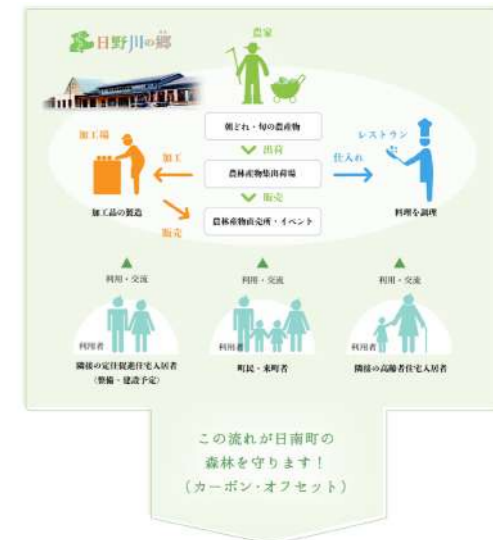 日野川の郷
農家
朝どれ・旬の農産物
出荷
加工場
加工
農林産物集出荷場
仕入れ
レストラン
販売
加工品の製造
販売
農林産物直売所・イベント
料理を調理
利用・交流
利用・交流
利用・交流
利用者
利用者
利用者
隣接の定住促進住宅入居者
(整備・建設予定)
町民・来町者
隣接の高齢者住宅入居者
この流れが日南町の
森林を守ります！
(カーボン・オフセット)